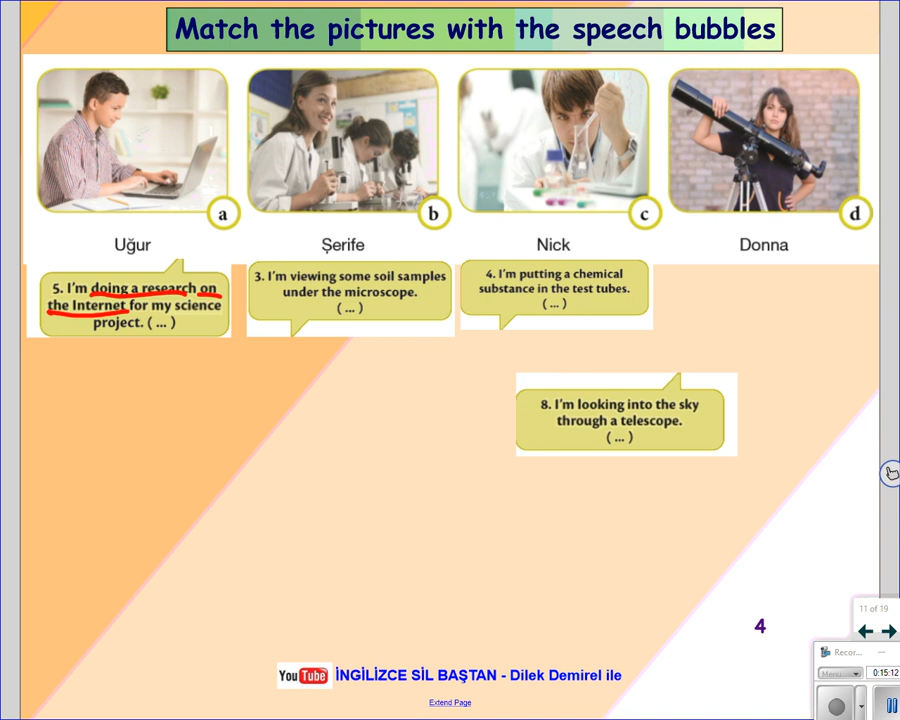 Match the pictures with the speech bubbles
a
b
c
d
Uğur
Şerife
Nick
Donna
5. I'm doing a research on
the Internet for my science
project. ( ... )
3. I'm viewing some soil samples
under the microscope.
( ... )
4. I'm putting a chemical
substance in the test tubes.
( ... )
8. I'm looking into the sky
through a telescope.
( ... )
11 of 19
4
Recor...
Menu...
0:15:12
YouTube İNGİLİZCE SİL BAŞTAN - Dilek Demirel ile
Extend Page